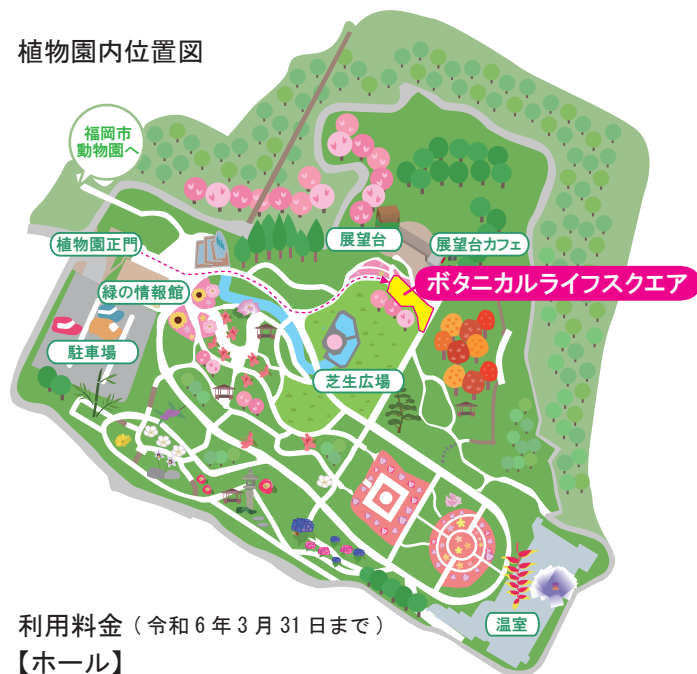 植物園内位置図
福岡市
動物園へ
植物園正門
展望台
展望台カフェ
ボタニカルライフスクエア
緑の情報館
駐車場
芝生広場
温室
利用料金（令和6年3月31日まで）
【ホール】